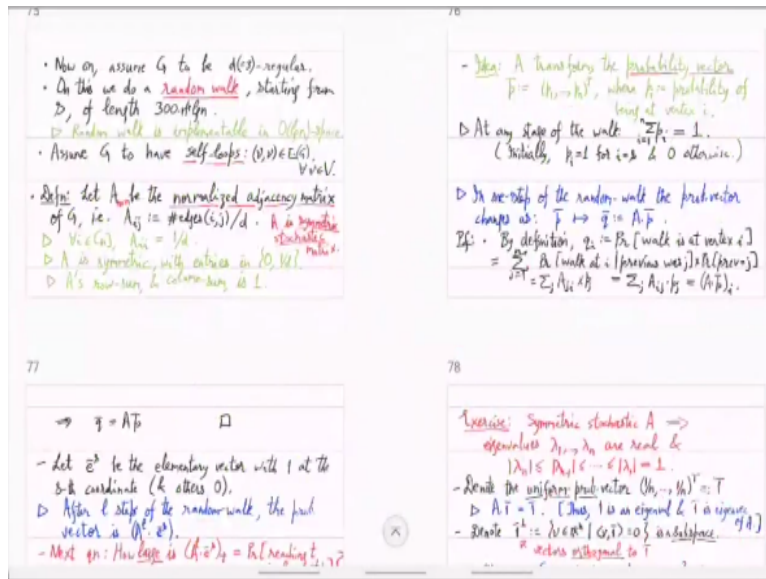 75
• Now on, assume G to be d(=3)-regular.
• On this we do a random walk, starting from
s, of length 300.
▷ Random walk is implementable in O(lgn)-space.
• Assume G to have self-loops: (v,v)∈E(G),
∀v∈V.
• Defn: Let A be the normalized adjacency matrix
of G, i.e. Aij := #edges(i,j)/d. A is symmetric
stochastic
matrix.
▷ ∀i∈[n], Aii = 1/d.
▷ A is symmetric, with entries in {0, 1/d}.
▷ A's row-sum, & column-sum is 1.
76
- Idea: A transforms the probability vector
p̄ := (p₁,..,pₙ)ᵀ, where pᵢ := probability of
being at vertex i.
▷ At any stage of the walk Σpᵢ = 1.
(Initially, pᵢ=1 for i=s & 0 otherwise.)
▷ In one-step of the random-walk the prob.vector
changes as: p̄ ↦ q̄ := A.p̄.
Pf: • By definition, qᵢ := Pr[walk is at vertex i]
= Σ Pr[walk at i | previous was j] × Pr[prev=j]
= Σj Aji × pj = Σj Aij.pj = (A.p̄)i.
77
⇒ q̄ = Ap̄ □
- Let ēˢ be the elementary vector with 1 at the
s-th coordinate (& others 0).
▷ After l steps of the random-walk, the prob.
vector is (Aˡ.ēˢ).
- Next qn: How large is (Aˡ.ēˢ)t = Pr[reading t
78
Exercise: Symmetric stochastic A ⇒
eigenvalues λ₁,..,λₙ are real &
|λₙ| ≤ |λₙ₋₁| ≤ ... ≤ |λ₁| = 1.
- Denote the uniform prob. vector (1/n,..,1/n)ᵀ =: 1̄
▷ A.1̄ = 1̄. [Thus, 1 is an eigenval & 1̄ is eigenvec
of A]
- Denote 1̄⊥ := {v∈ℝⁿ | ⟨v,1̄⟩=0} is a subspace.
vectors orthogonal to 1̄